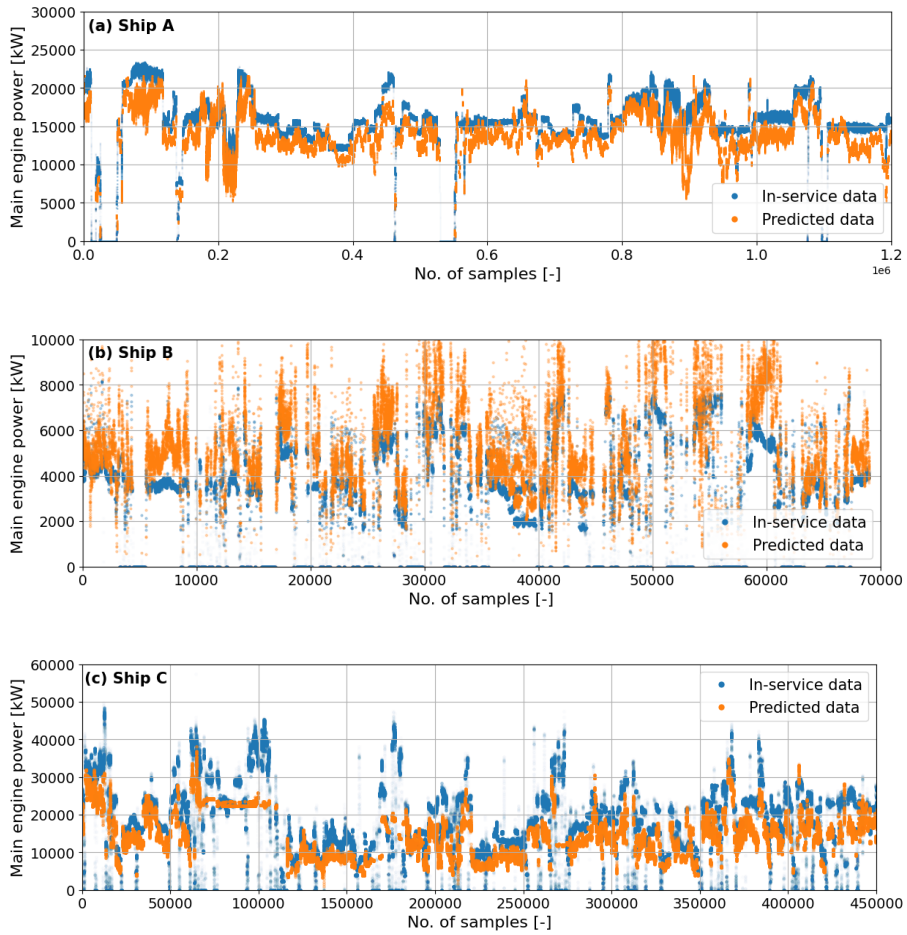 (a) Ship A
Main engine power [kW]
30000
25000
20000
15000
10000
5000
0
0.0 0.2 0.4 0.6 0.8 1.0 1.2
1e6
No. of samples [-]
In-service data
Predicted data
(b) Ship B
Main engine power [kW]
10000
8000
6000
4000
2000
0
0 10000 20000 30000 40000 50000 60000 70000
No. of samples [-]
In-service data
Predicted data
(c) Ship C
Main engine power [kW]
60000
50000
40000
30000
20000
10000
0
0 50000 100000 150000 200000 250000 300000 350000 400000 450000
No. of samples [-]
In-service data
Predicted data